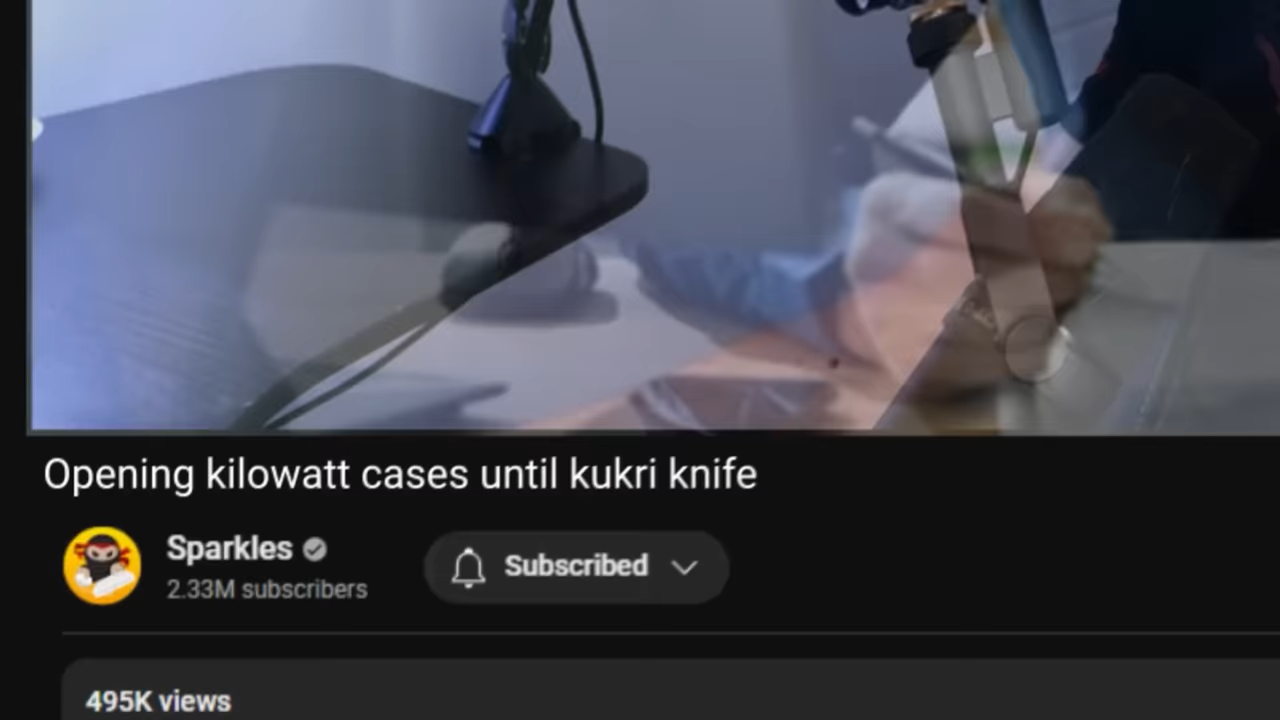 Opening kilowatt cases until kukri knife
Sparkles
2.33M subscribers
Subscribed
495K views